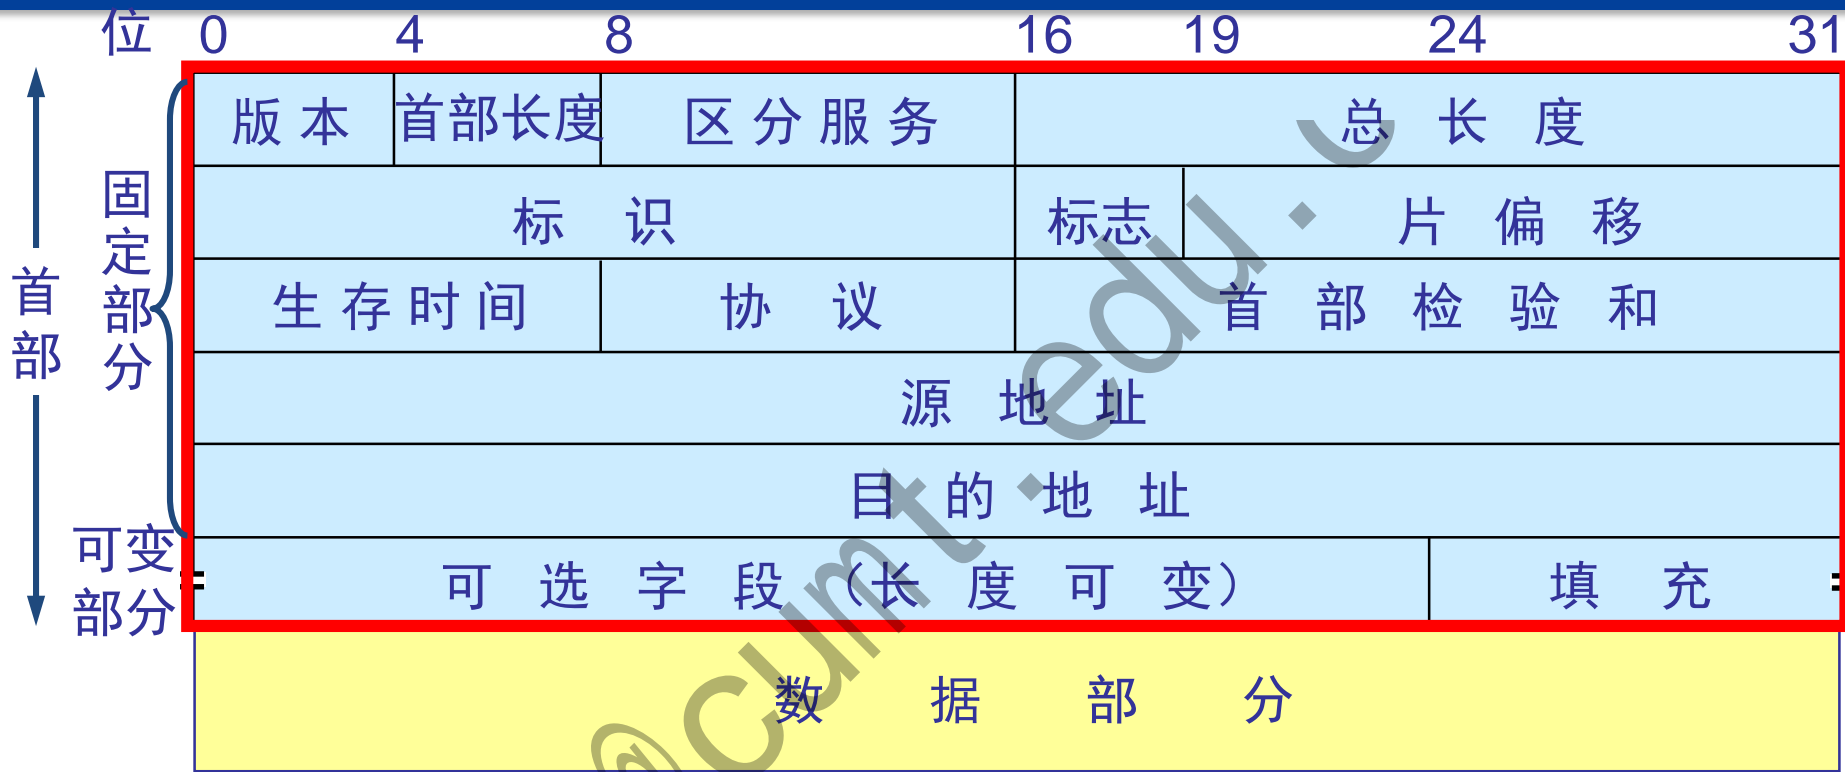 位 0 4 8 16 19 24 31
版本 首部长度 区分服务 总长度
标识 标志 片偏移
生存时间 协议 首部检验和
源地址
目的地址
可选字段（长度可变） 填充
数据部分
首部
固定部分
可变
部分
@cumt.edu.c